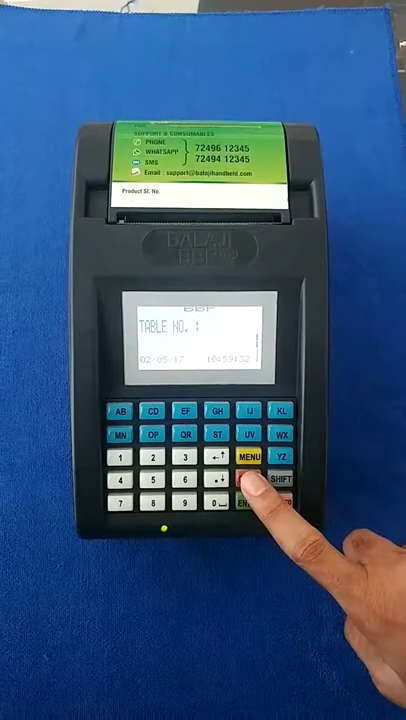 SUPPORT & CONSUMABLES
PHONE
WHATSAPP
SMS
72496 12345
72494 12345
Email : support@balajihandheld.com
Product Sl. No.
BALAJI
BBP
TABLE NO. :
02/05/17 10:59:32
AB CD EF GH IJ KL
MN OP QR ST UV WX
1 2 3 ←↑ MENU YZ
4 5 6 .↓ SHIFT
7 8 9 0